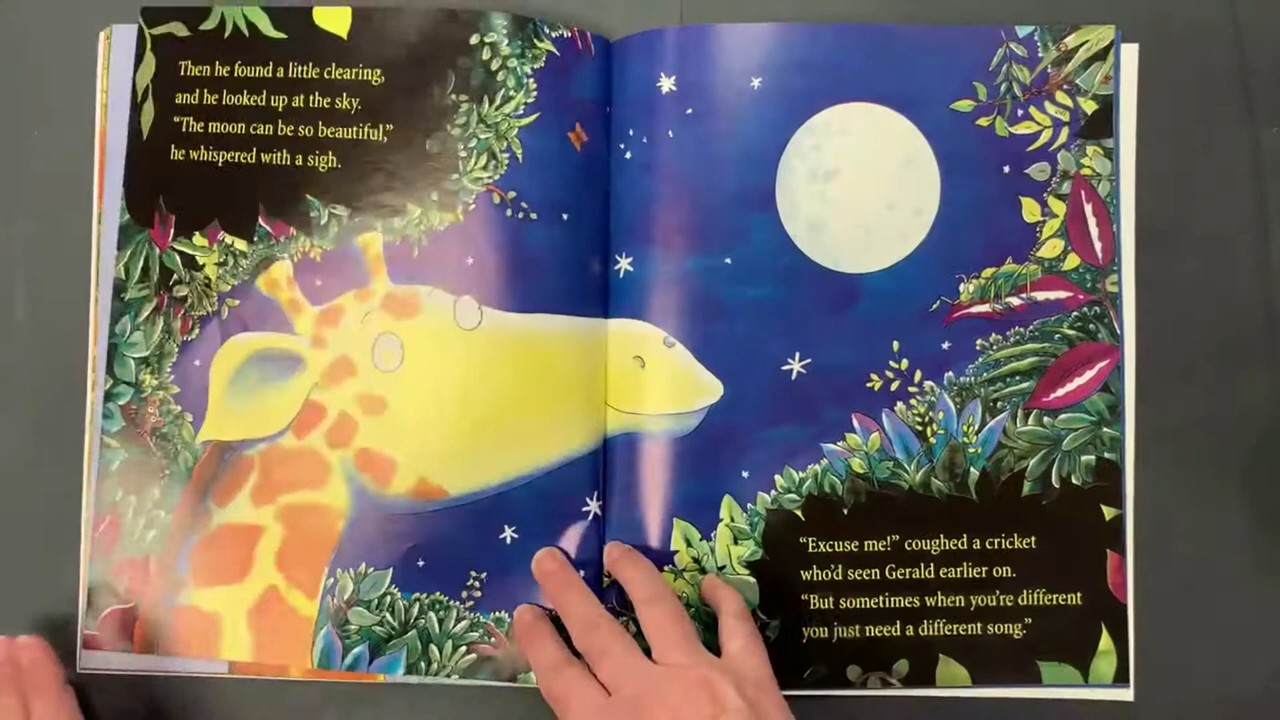 Then he found a little clearing,
and he looked up at the sky.
“The moon can be so beautiful,”
he whispered with a sigh.
“Excuse me!” coughed a cricket
who’d seen Gerald earlier on.
“But sometimes when you’re different
you just need a different song.”